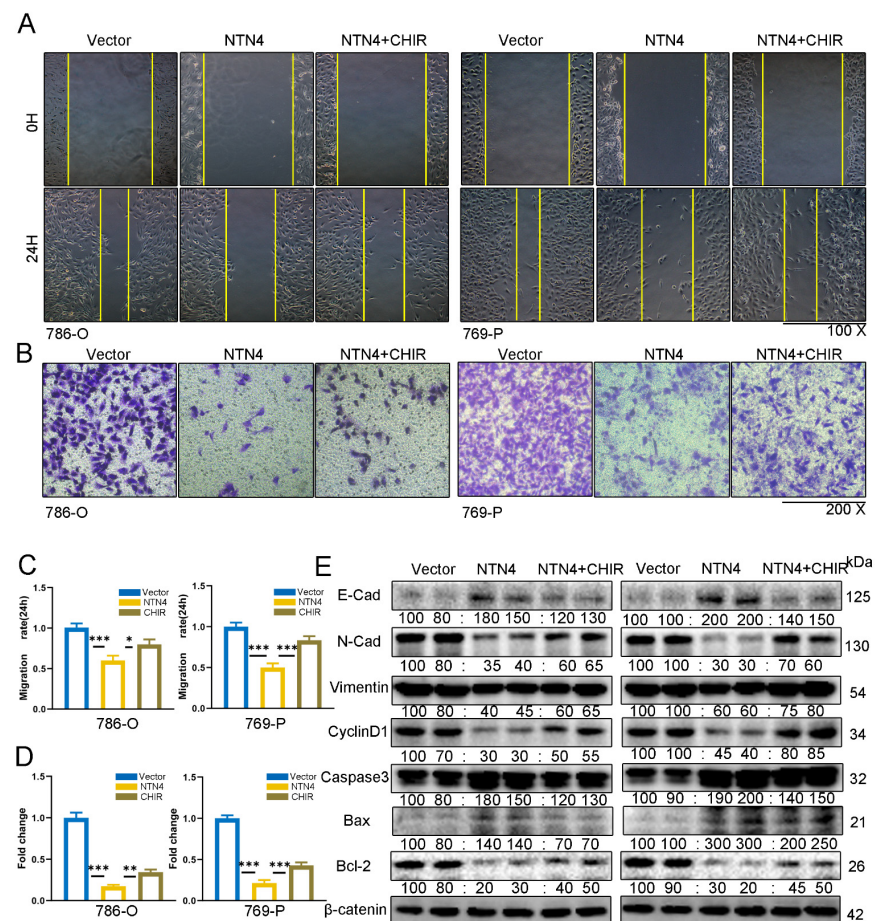 A
Vector NTN4 NTN4+CHIR Vector NTN4 NTN4+CHIR
0H
24H
786-O 769-P 100 X
B
Vector NTN4 NTN4+CHIR Vector NTN4 NTN4+CHIR
786-O 769-P 200 X
C
Migration rate(24h)
1.5
1.0
0.5
0.0
Vector
NTN4
CHIR
*** *
786-O
Migration rate(24h)
1.5
1.0
0.5
0.0
Vector
NTN4
CHIR
*** ***
769-P
D
Fold change
1.5
1.0
0.5
0.0
Vector
NTN4
CHIR
*** **
786-O
Fold change
1.5
1.0
0.5
0.0
Vector
NTN4
CHIR
*** ***
769-P
E
Vector NTN4 NTN4+CHIR Vector NTN4 NTN4+CHIR kDa
E-Cad 125
100 80 : 180 150 : 120 130 100 100 : 200 200 : 140 150
N-Cad 130
100 80 : 35 40 : 60 65 100 100 : 30 30 : 70 60
Vimentin 54
100 80 : 40 45 : 60 65 100 100 : 60 60 : 75 80
CyclinD1 34
100 70 : 30 30 : 50 55 100 100 : 45 40 : 80 85
Caspase3 32
100 80 : 180 150 : 120 130 100 90 : 190 200 : 140 150
Bax 21
100 80 : 140 140 : 70 70 100 100 : 300 300 : 200 250
Bcl-2 26
100 80 : 20 30 : 40 50 100 90 : 30 20 : 45 50
β-catenin 42